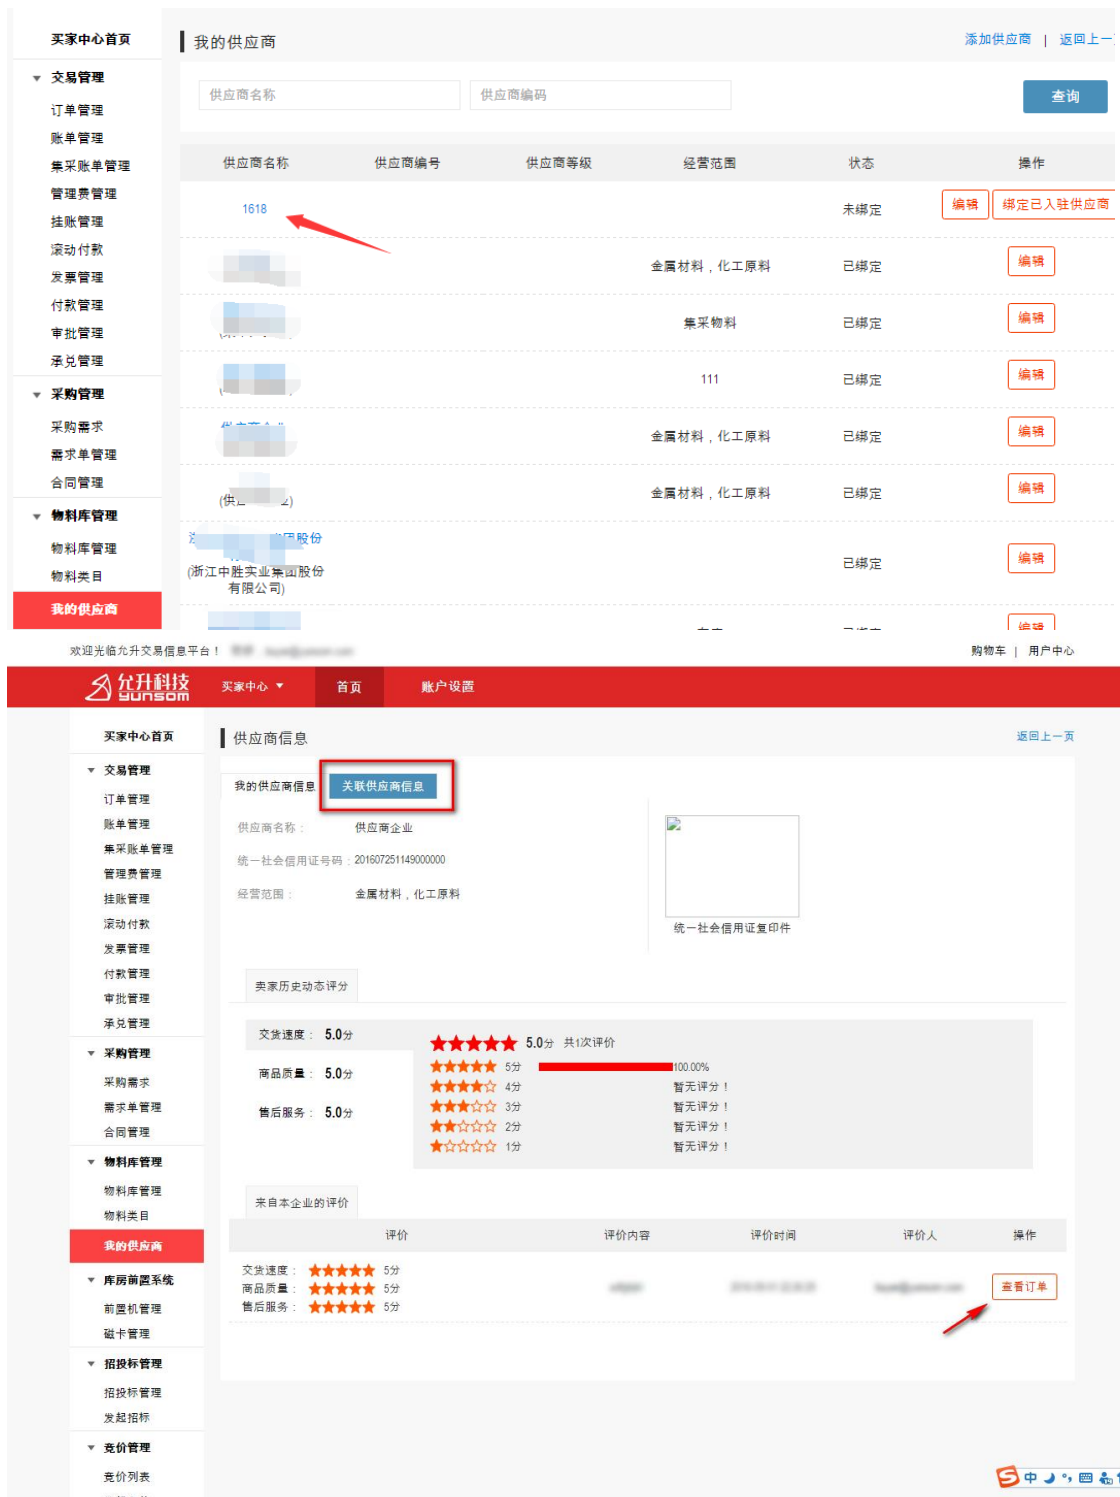 买家中心首页
我的供应商
添加供应商 | 返回上一
交易管理
供应商名称 供应商编码 查询
订单管理
账单管理
集采账单管理
管理费管理
挂账管理
滚动付款
发票管理
付款管理
审批管理
承兑管理
采购管理
采购需求
需求单管理
合同管理
物料库管理
物料库管理
物料类目
我的供应商
供应商名称 供应商编号 供应商等级 经营范围 状态 操作
1618 未绑定 编辑 绑定已入驻供应商
金属材料，化工原料 已绑定 编辑
集采物料 已绑定 编辑
111 已绑定 编辑
金属材料，化工原料 已绑定 编辑
金属材料，化工原料 已绑定 编辑
团股份
(浙江中胜实业集团股份
有限公司)
已绑定 编辑
编辑
欢迎光临允升交易信息平台！
购物车 | 用户中心
允升科技
YUNSOM
买家中心 首页 账户设置
买家中心首页
交易管理
订单管理
账单管理
集采账单管理
管理费管理
挂账管理
滚动付款
发票管理
付款管理
审批管理
承兑管理
采购管理
采购需求
需求单管理
合同管理
物料库管理
物料库管理
物料类目
我的供应商
库房前置系统
前置机管理
磁卡管理
招投标管理
招投标管理
发起招标
竞价管理
竞价列表
供应商信息
返回上一页
我的供应商信息 关联供应商信息
供应商名称： 供应商企业
统一社会信用证号码：201607251149000000
经营范围： 金属材料，化工原料
统一社会信用证复印件
卖家历史动态评分
交货速度： 5.0分
商品质量： 5.0分
售后服务： 5.0分
5.0分 共1次评价
5分 100.00%
4分 暂无评分！
3分 暂无评分！
2分 暂无评分！
1分 暂无评分！
来自本企业的评价
评价 评价内容 评价时间 评价人 操作
交货速度： 5分
商品质量： 5分
售后服务： 5分
查看订单
中